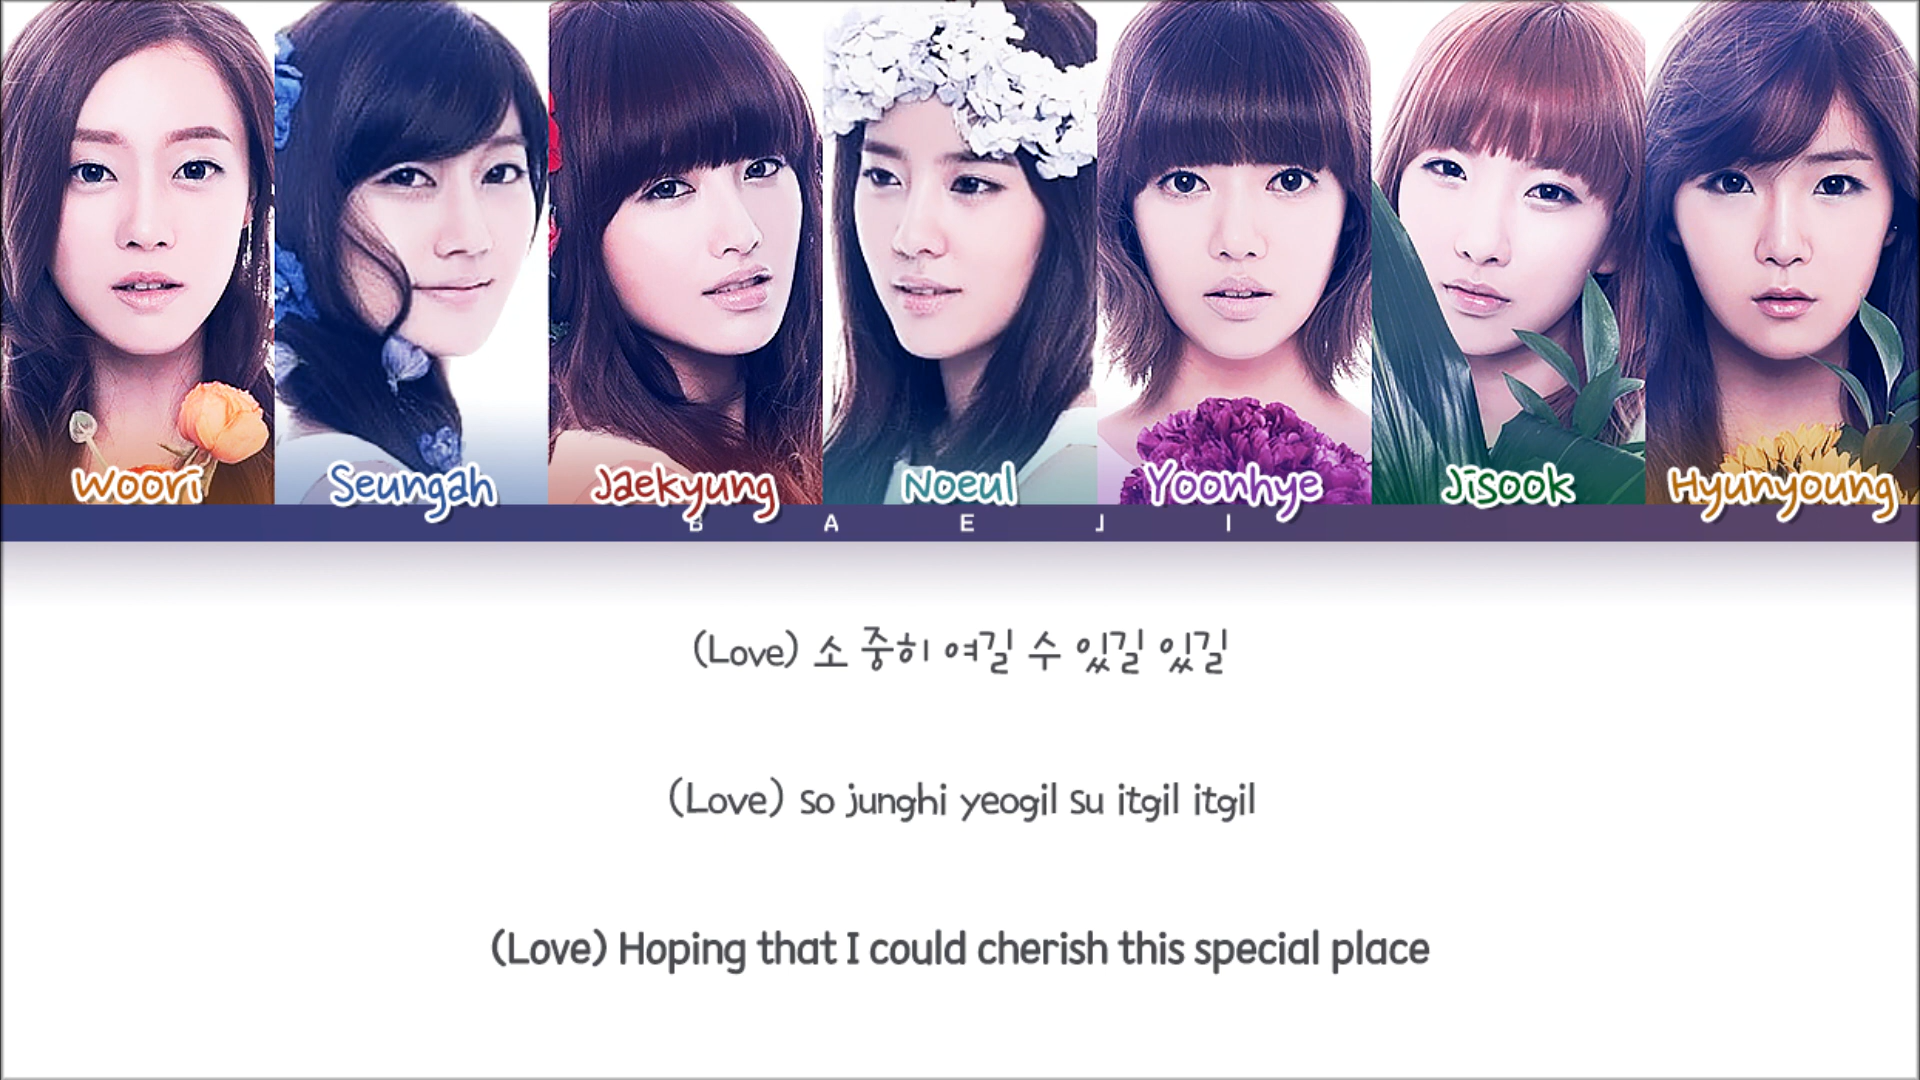 Woori Seungah Jaekyung Noeul Yoonhye Jisook Hyunyoung
B A E J I
(Love) 소 중히 여길 수 있길 있길
(Love) so junghi yeogil su itgil itgil
(Love) Hoping that I could cherish this special place